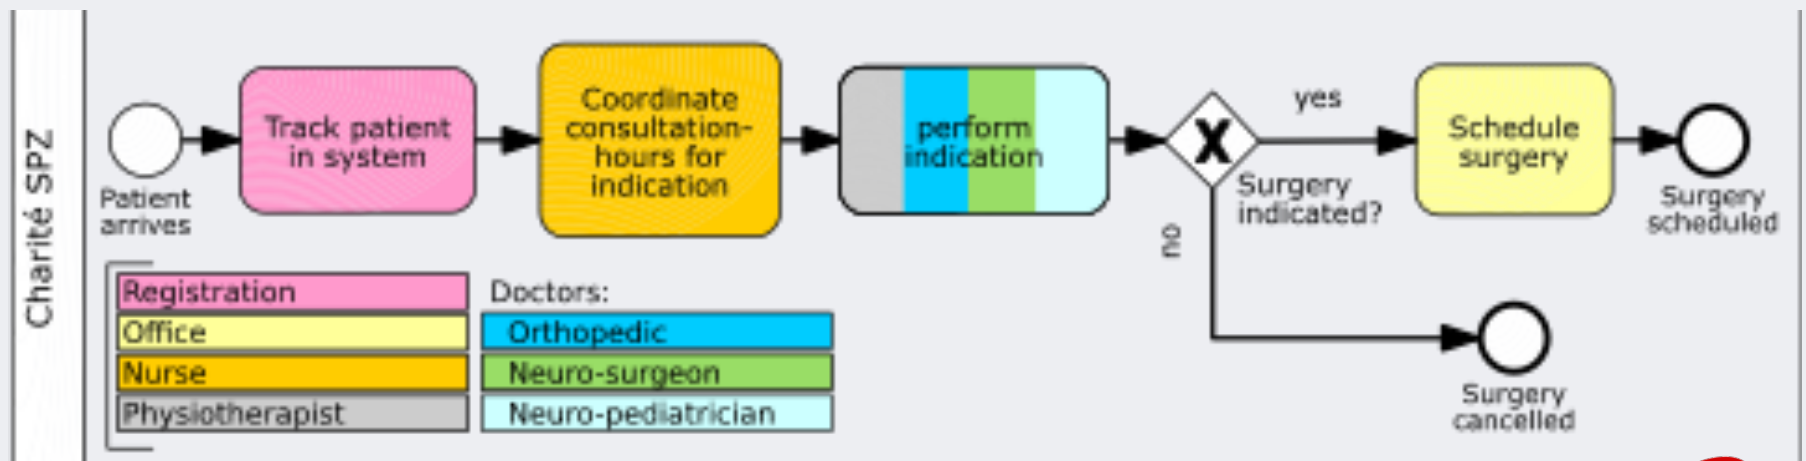 Charité SPZ
Patient
arrives
Track patient
in system
Coordinate
consultation-
hours for
indication
perform
indication
X
Surgery
indicated?
yes
no
Schedule
surgery
Surgery
scheduled
Surgery
cancelled
Registration
Office
Nurse
Physiotherapist
Doctors:
Orthopedic
Neuro-surgeon
Neuro-pediatrician